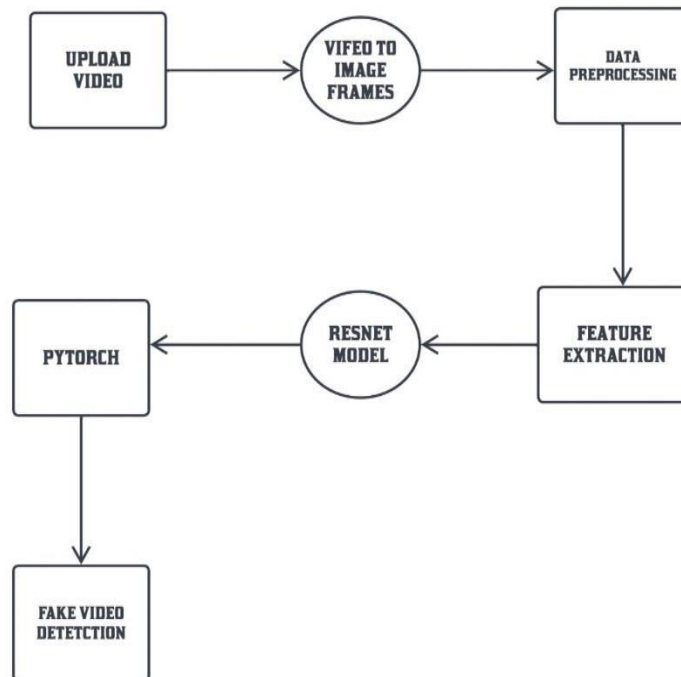 UPLOAD
VIDEO
VIFEO TO
IMAGE
FRAMES
DATA
PREPROCESSING
FEATURE
EXTRACTION
RESNET
MODEL
PYTORCH
FAKE VIDEO
DETETCTION